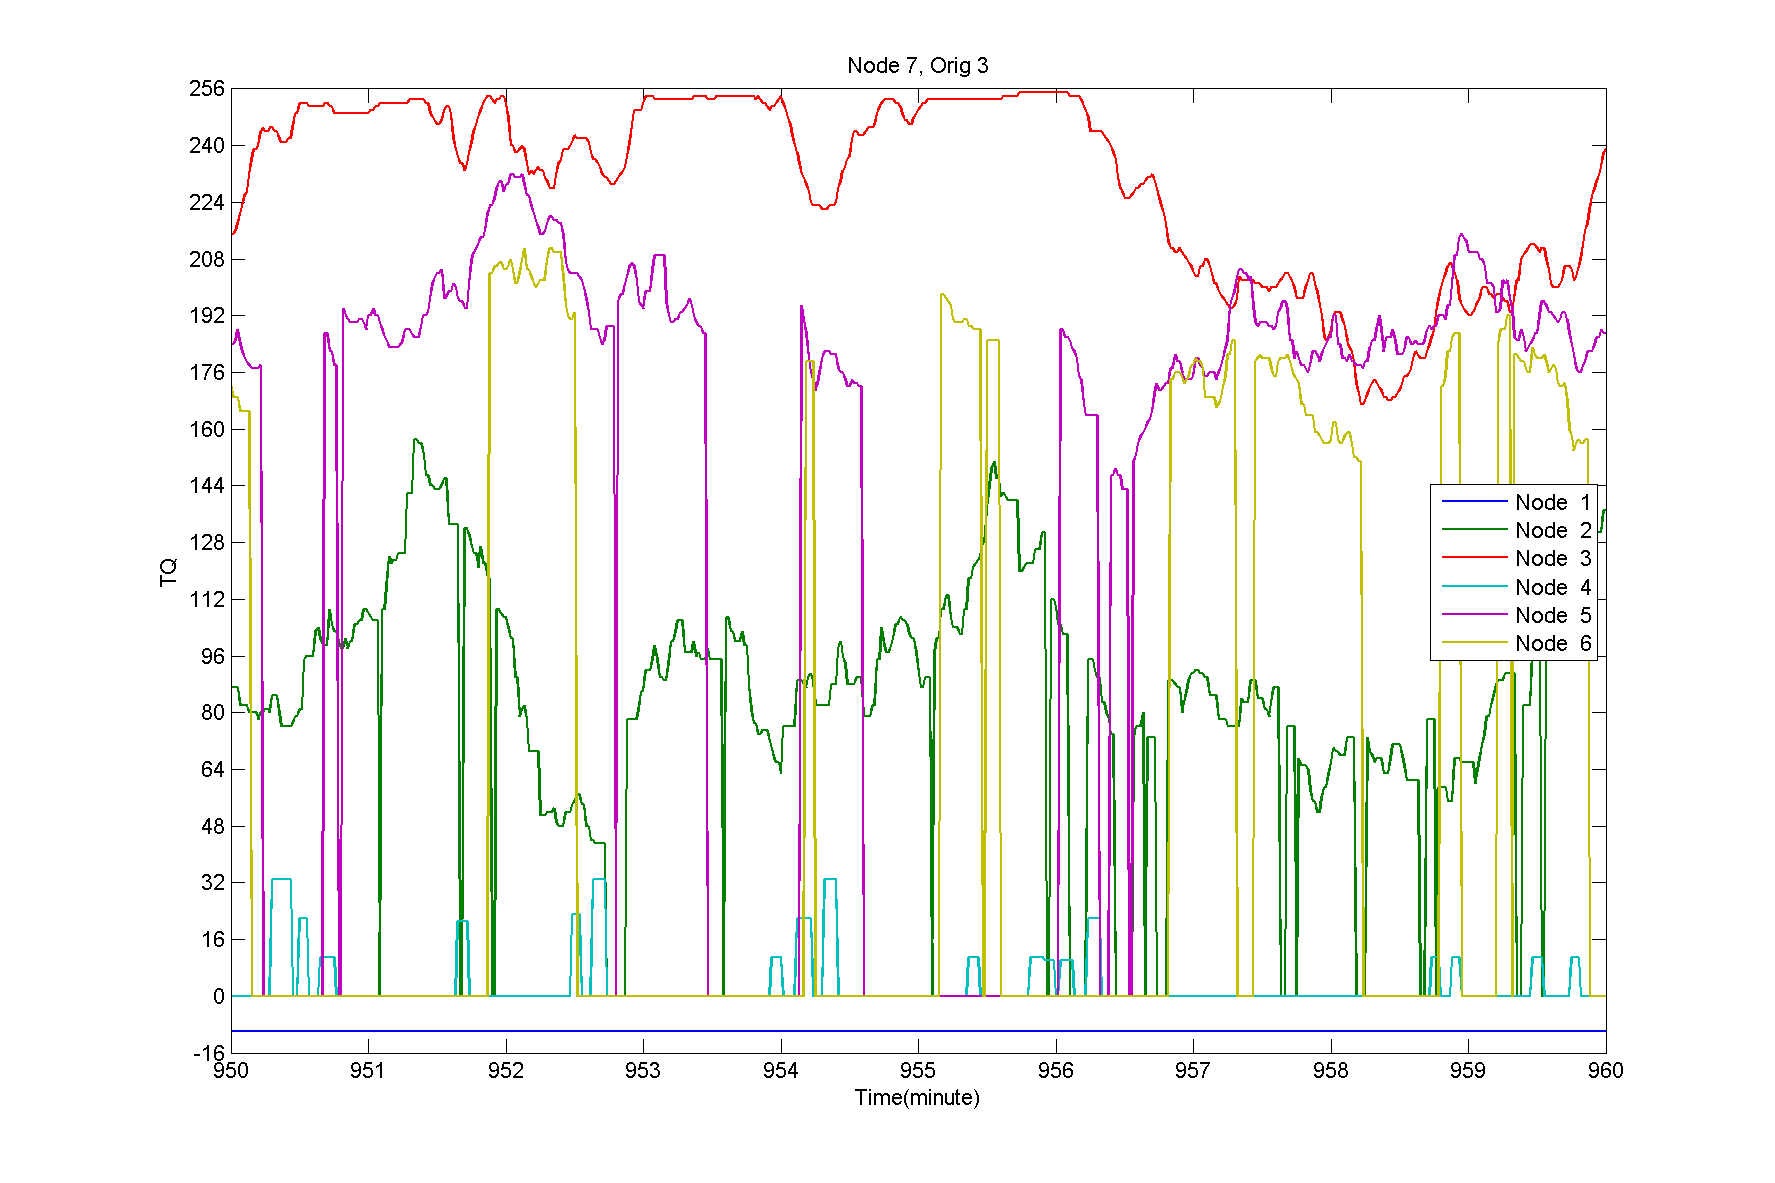 Node 7, Orig 3
256
240
224
208
192
176
160
144
128
112
96
80
64
48
32
16
0
-16
TQ
950 951 952 953 954 955 956 957 958 959 960
Time(minute)
Node 1
Node 2
Node 3
Node 4
Node 5
Node 6